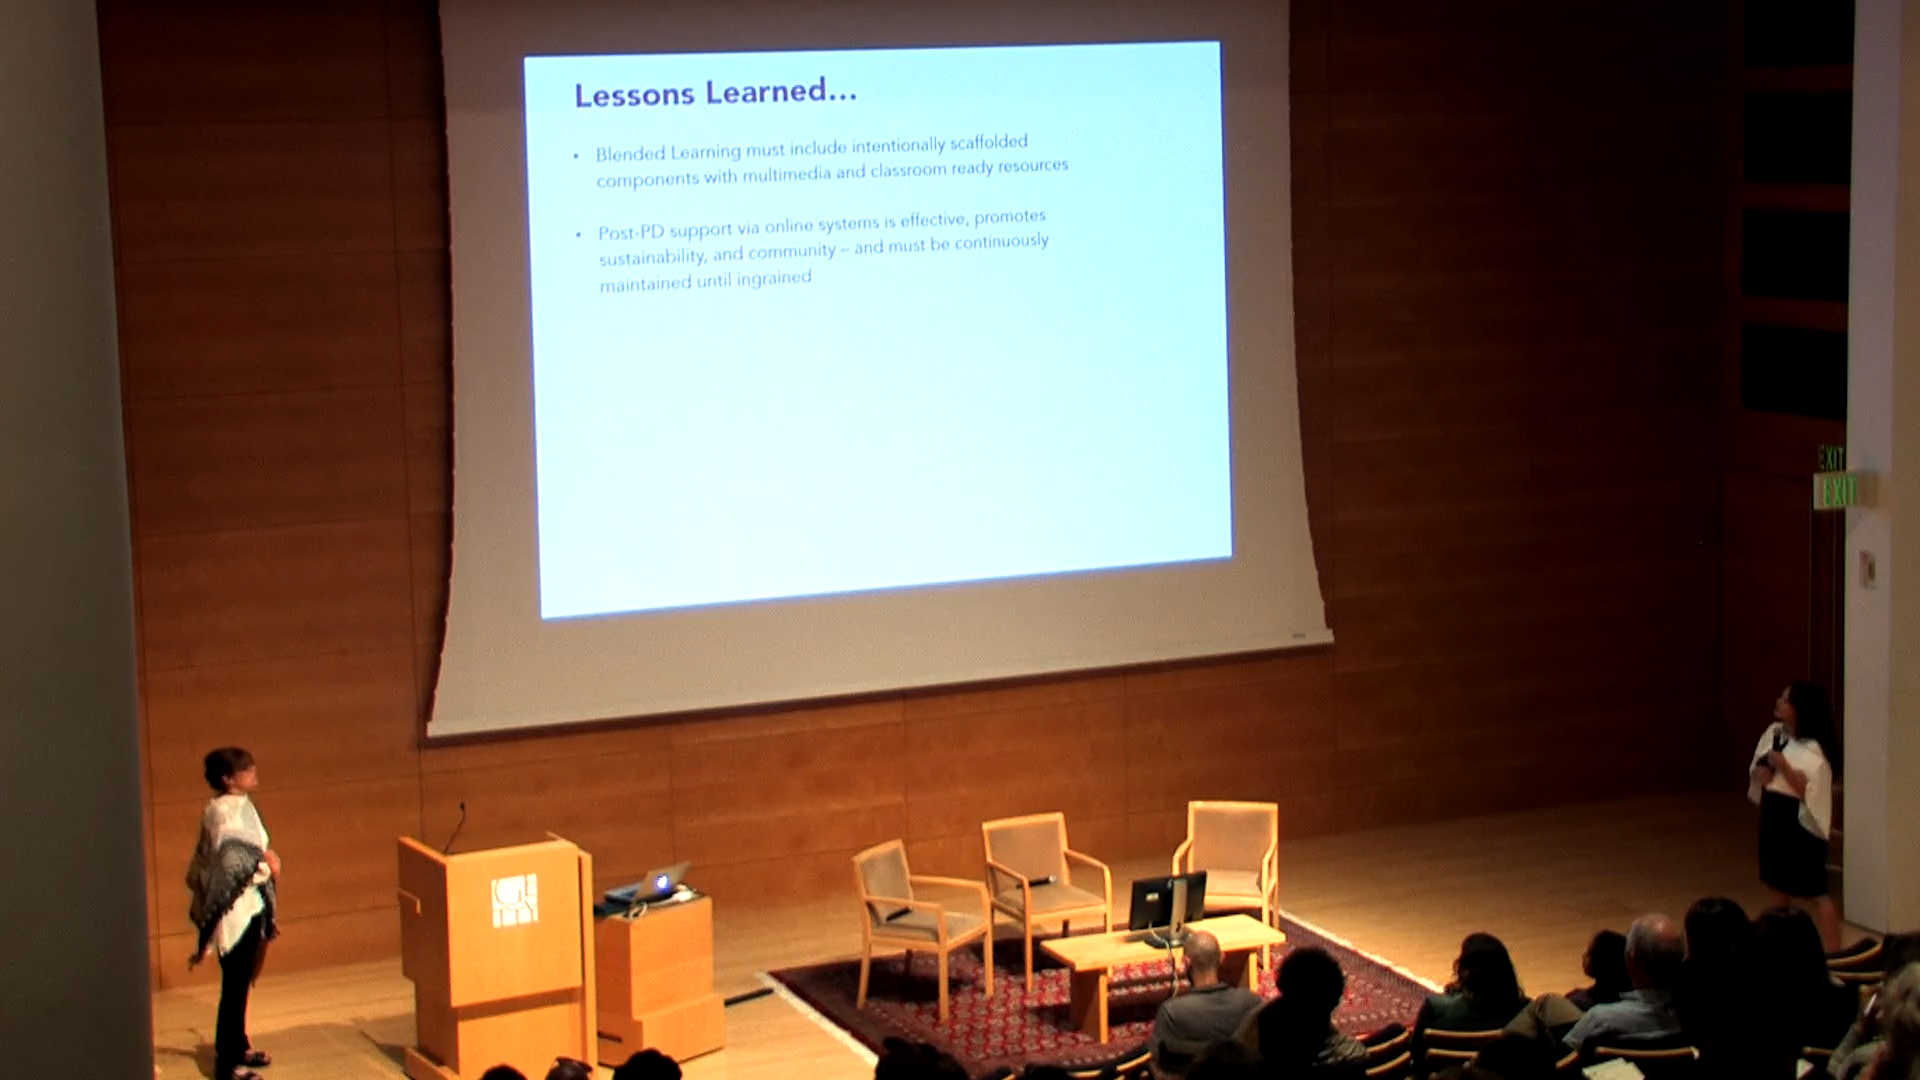 Lessons Learned...
• Blended Learning must include intentionally scaffolded
components with multimedia and classroom ready resources
• Post-PD support via online systems is effective, promotes
sustainability, and community – and must be continuously
maintained until ingrained
EXIT
EXIT